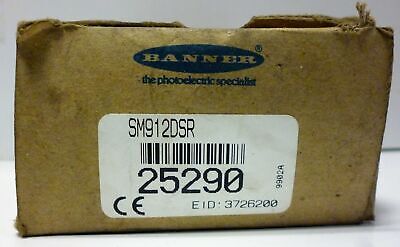 BANNER
the photoelectric specialist
SM912DSR
25290
9902A
CE EID: 3726200